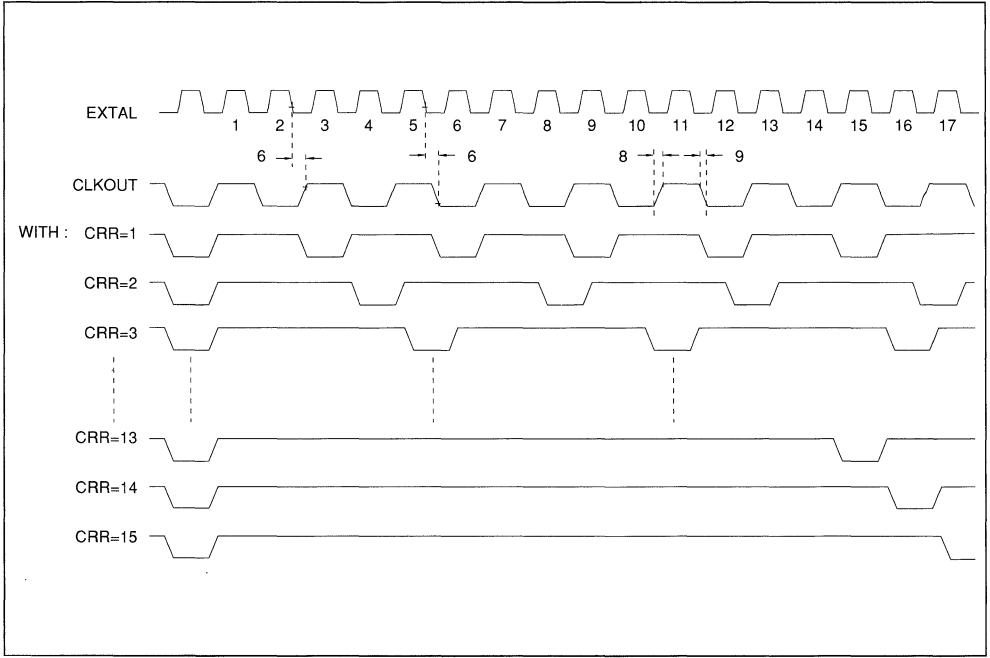 EXTAL
1 2 3 4 5 6 7 8 9 10 11 12 13 14 15 16 17
6 6 8 9
CLKOUT
WITH : CRR=1
CRR=2
CRR=3
CRR=13
CRR=14
CRR=15